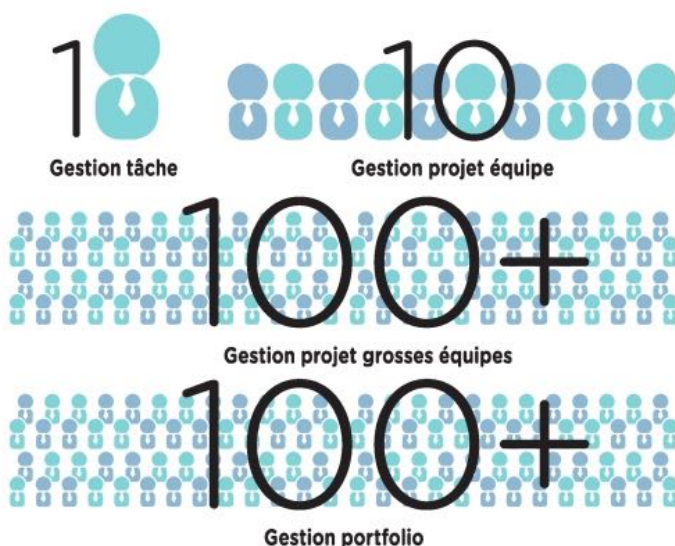 1
10
Gestion tâche
Gestion projet équipe
100+
Gestion projet grosses équipes
100+
Gestion portfolio